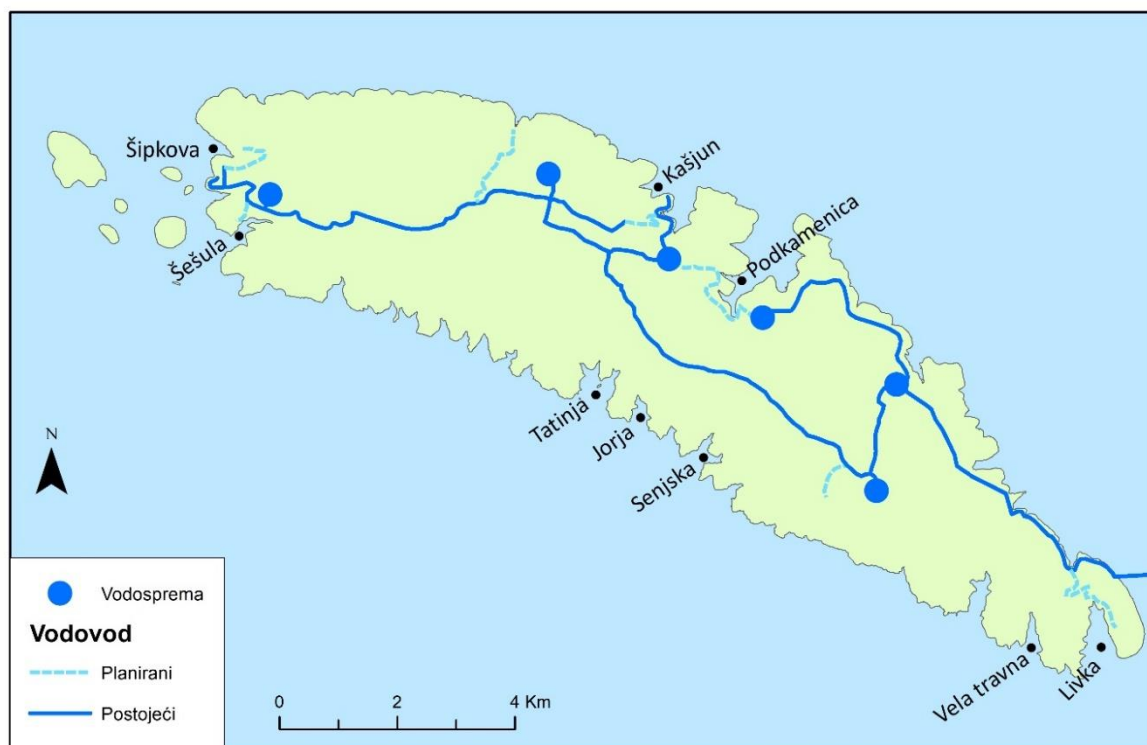 Šipkova
Kašjun
Šešula
Podkamenica
Tatinja
Jorja
Senjska
N
Vodosprema
Vodovod
Planirani
Postojeći
0 2 4 Km
Vela travna
Livka